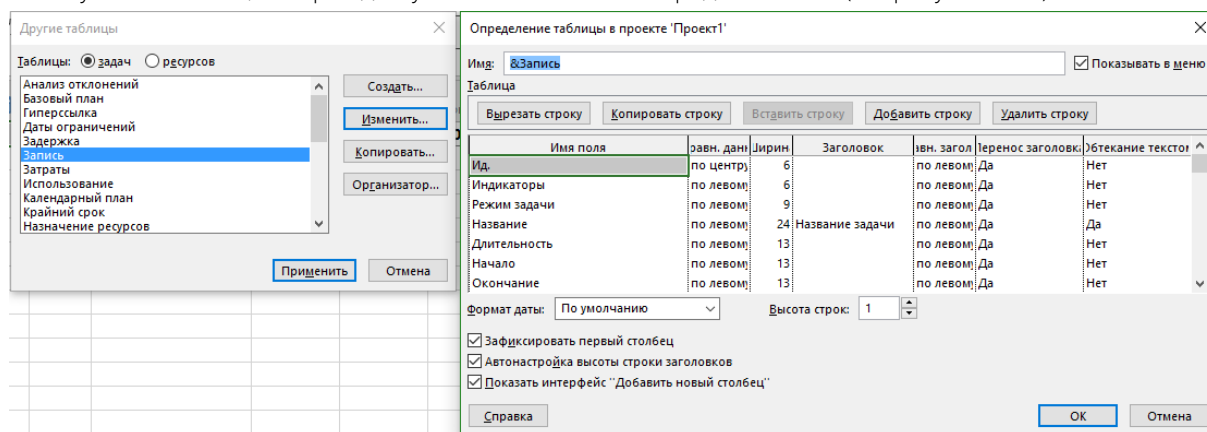 Другие таблицы
Таблицы: задач ресурсов
Анализ отклонений
Базовый план
Гиперссылка
Даты ограничений
Задержка
Запись
Затраты
Использование
Календарный план
Крайний срок
Назначение ресурсов
Создать...
Изменить...
Копировать...
Организатор...
Применить Отмена
Определение таблицы в проекте 'Проект1'
Имя: &Запись Показывать в меню
Таблица
Вырезать строку Копировать строку Вставить строку Добавить строку Удалить строку
Имя поля равн. данн Ширин Заголовок авн. загол Перенос заголовка Обтекание текстом
Ид. по центру 6 по левому Да Нет
Индикаторы по левому 6 по левому Да Нет
Режим задачи по левому 9 по левому Да Нет
Название по левому 24 Название задачи по левому Да Да
Длительность по левому 13 по левому Да Нет
Начало по левому 13 по левому Да Нет
Окончание по левому 13 по левому Да Нет
Формат даты: По умолчанию Высота строк: 1
Зафиксировать первый столбец
Автонастройка высоты строки заголовков
Показать интерфейс "Добавить новый столбец"
Справка ОК Отмена